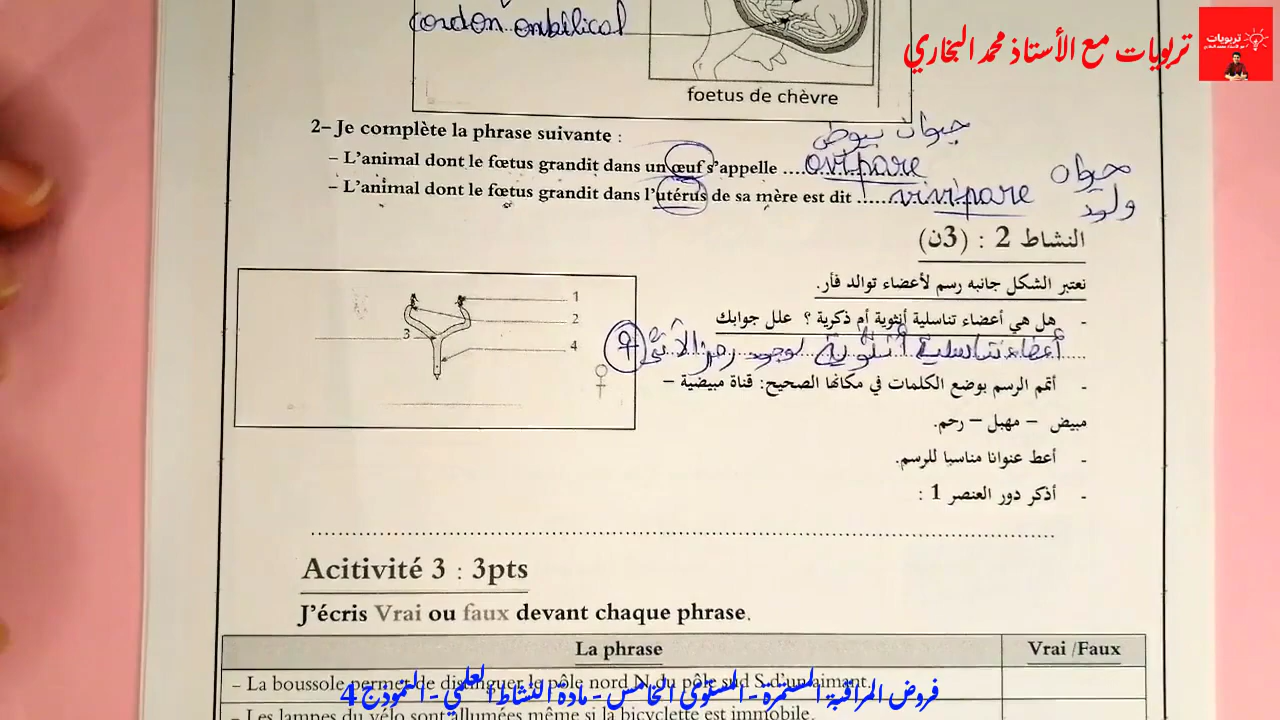 cordon ombilical
تربويات مع الأستاذ محمد البخاري
تربويات
foetus de chèvre
2– Je complète la phrase suivante :
حيوان بيوض
– L'animal dont le fœtus grandit dans un œuf s'appelle ....ovipare
– L'animal dont le fœtus grandit dans l'utérus de sa mère est dit ......vivipare
حيوان
ولود
النشاط 2 : (3ن)
نعتبر الشكل جانبه رسم لأعضاء توالد فأر.
- هل هي أعضاء تناسلية أنثوية أم ذكرية ؟ علل جوابك
أعضاء تناسلية أنثوية لوجود رمز الأنثى ♀
1
2
3
4
♀
- أتمم الرسم بوضع الكلمات في مكانها الصحيح: قناة مبيضية –
مبيض – مهبل – رحم.
- أعط عنوانا مناسبا للرسم.
- أذكر دور العنصر 1 :
Acitivité 3 : 3pts
J'écris Vrai ou faux devant chaque phrase.
La phrase
Vrai /Faux
– La boussole permet de distinguer le pôle nord N du pôle sud S d'un aimant.
فروض المراقبة المستمرة - المستوى الخامس - مادة النشاط العلمي - النموذج 4
– Les lampes du vélo sont allumées même si la bicyclette est immobile.